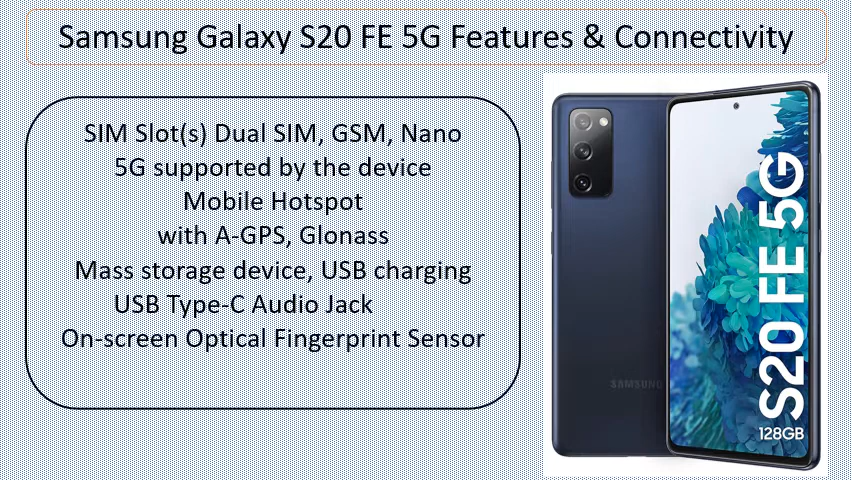 Samsung Galaxy S20 FE 5G Features & Connectivity
SIM Slot(s) Dual SIM, GSM, Nano
5G supported by the device
Mobile Hotspot
with A-GPS, Glonass
Mass storage device, USB charging
USB Type-C Audio Jack
On-screen Optical Fingerprint Sensor
SAMSUNG
S20 FE 5G
128GB